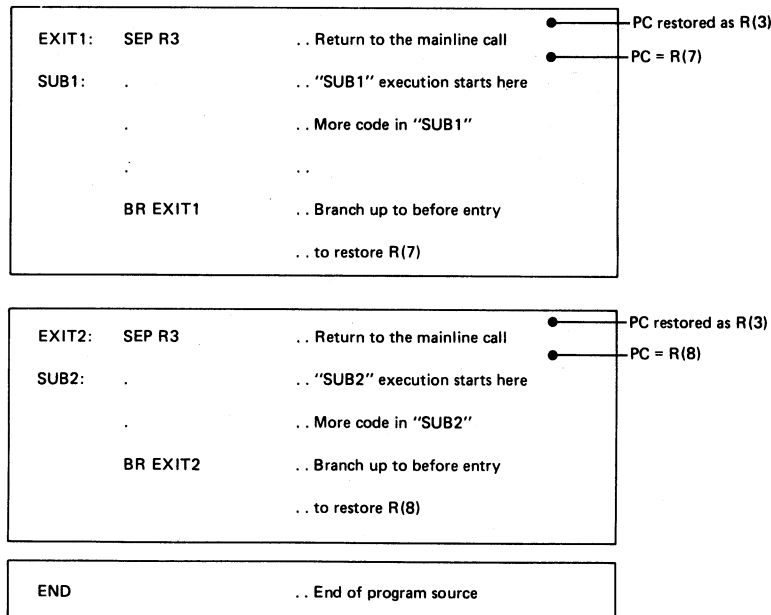 PC restored as R(3)
EXIT1: SEP R3 .. Return to the mainline call
PC = R(7)
SUB1: . .. "SUB1" execution starts here
. .. More code in "SUB1"
. ..
BR EXIT1 .. Branch up to before entry
.. to restore R(7)
PC restored as R(3)
EXIT2: SEP R3 .. Return to the mainline call
PC = R(8)
SUB2: . .. "SUB2" execution starts here
. .. More code in "SUB2"
BR EXIT2 .. Branch up to before entry
.. to restore R(8)
END .. End of program source